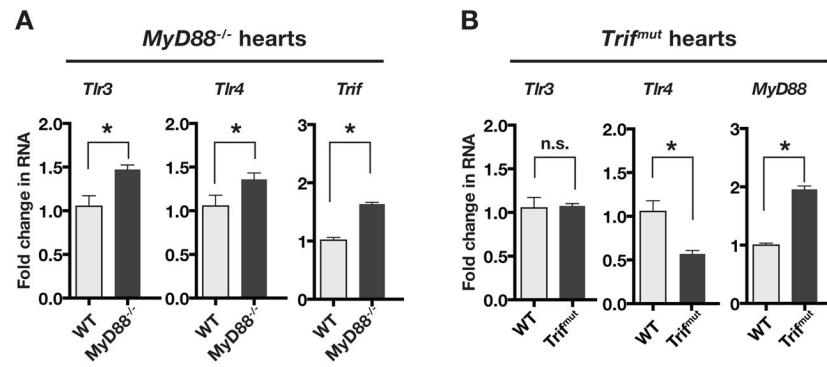 A
MyD88-/- hearts
Tlr3 Tlr4 Trif
Fold change in RNA
2.0 1.5 1.0 0.5 0.0
*
WT MyD88-/-
2.0 1.5 1.0 0.5 0.0
*
WT MyD88-/-
3 2 1 0
*
WT MyD88-/-
B
Trifmut hearts
Tlr3 Tlr4 MyD88
Fold change in RNA
2.0 1.5 1.0 0.5 0.0
n.s.
WT Trifmut
2.0 1.5 1.0 0.5 0.0
*
WT Trifmut
3 2 1 0
*
WT Trifmut